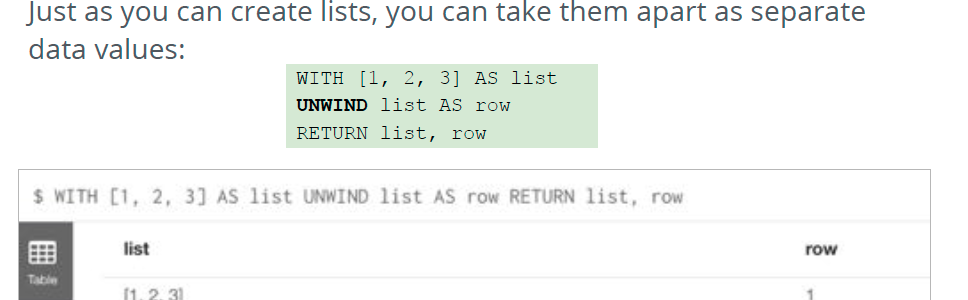 Just as you can create lists, you can take them apart as separate
data values:
WITH [1, 2, 3] AS list
UNWIND list AS row
RETURN list, row
$ WITH [1, 2, 3] AS list UNWIND list AS row RETURN list, row
list row
Table
[1, 2, 3] 1